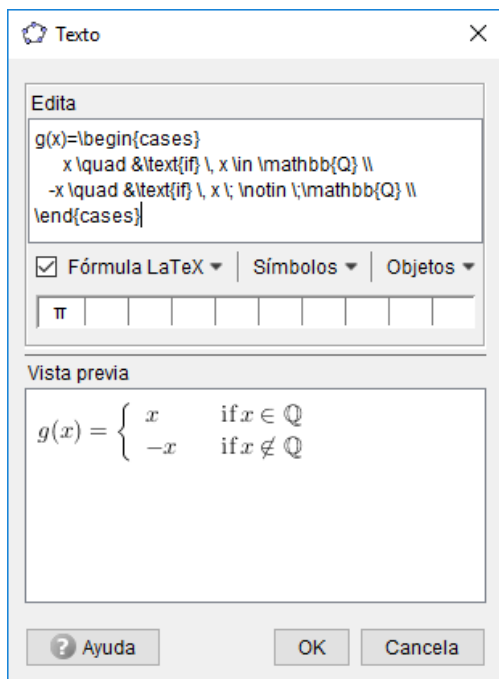 Texto
Edita
g(x)=\begin{cases}
x \quad &\text{if} \, x \in \mathbb{Q} \\
-x \quad &\text{if} \, x \; \notin \;\mathbb{Q} \\
\end{cases}
Fórmula LaTeX Símbolos Objetos
π
Vista previa
g(x) = { x if x ∈ ℚ
-x if x ∉ ℚ
Ayuda OK Cancela